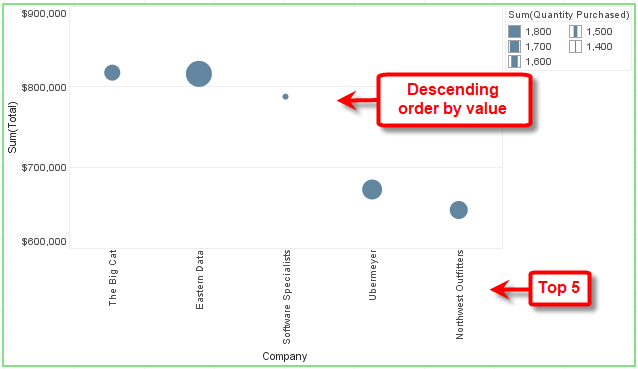 $900,000
$800,000
$700,000
$600,000
Sum(Total)
Sum(Quantity Purchased)
1,800
1,500
1,700
1,400
1,600
Descending
order by value
The Big Cat
Eastern Data
Software Specialists
Ubermeyer
Northwest Outfitters
Top 5
Company